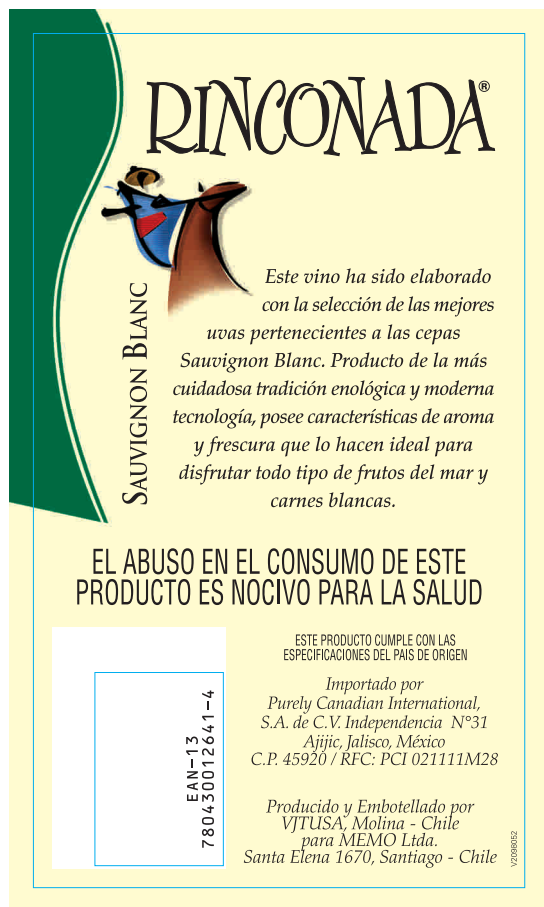 RINCONADA®
SAUVIGNON BLANC
Este vino ha sido elaborado
con la selección de las mejores
uvas pertenecientes a las cepas
Sauvignon Blanc. Producto de la más
cuidadosa tradición enológica y moderna
tecnología, posee características de aroma
y frescura que lo hacen ideal para
disfrutar todo tipo de frutos del mar y
carnes blancas.
EL ABUSO EN EL CONSUMO DE ESTE
PRODUCTO ES NOCIVO PARA LA SALUD
ESTE PRODUCTO CUMPLE CON LAS
ESPECIFICACIONES DEL PAIS DE ORIGEN
Importado por
Purely Canadian International,
S.A. de C.V. Independencia N°31
Ajijic, Jalisco, México
C.P. 45920 / RFC: PCI 021111M28
EAN-13
780430012641-4
Producido y Embotellado por
VJTUSA, Molina - Chile
para MEMO Ltda.
Santa Elena 1670, Santiago - Chile
V2098052